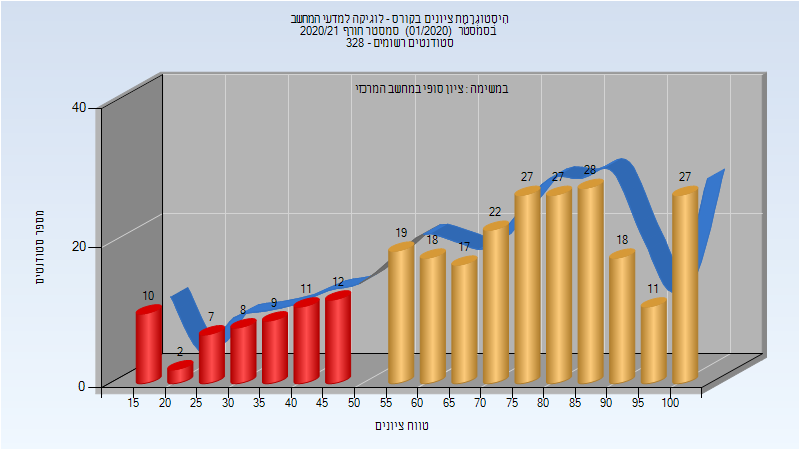 היסטוגרמת ציונים בקורס - לוגיקה למדעי המחשב
בסמסטר (01/2020) סמסטר חורף 2020/21
סטודנטים רשומים - 328
במשימה : ציון סופי במחשב המרכזי
40
20
0
מספר סטודנטים
10
2
7
8
9
11
12
19
18
17
22
27
27
28
18
11
27
15 20 25 30 35 40 45 50 55 60 65 70 75 80 85 90 95 100
טווח ציונים